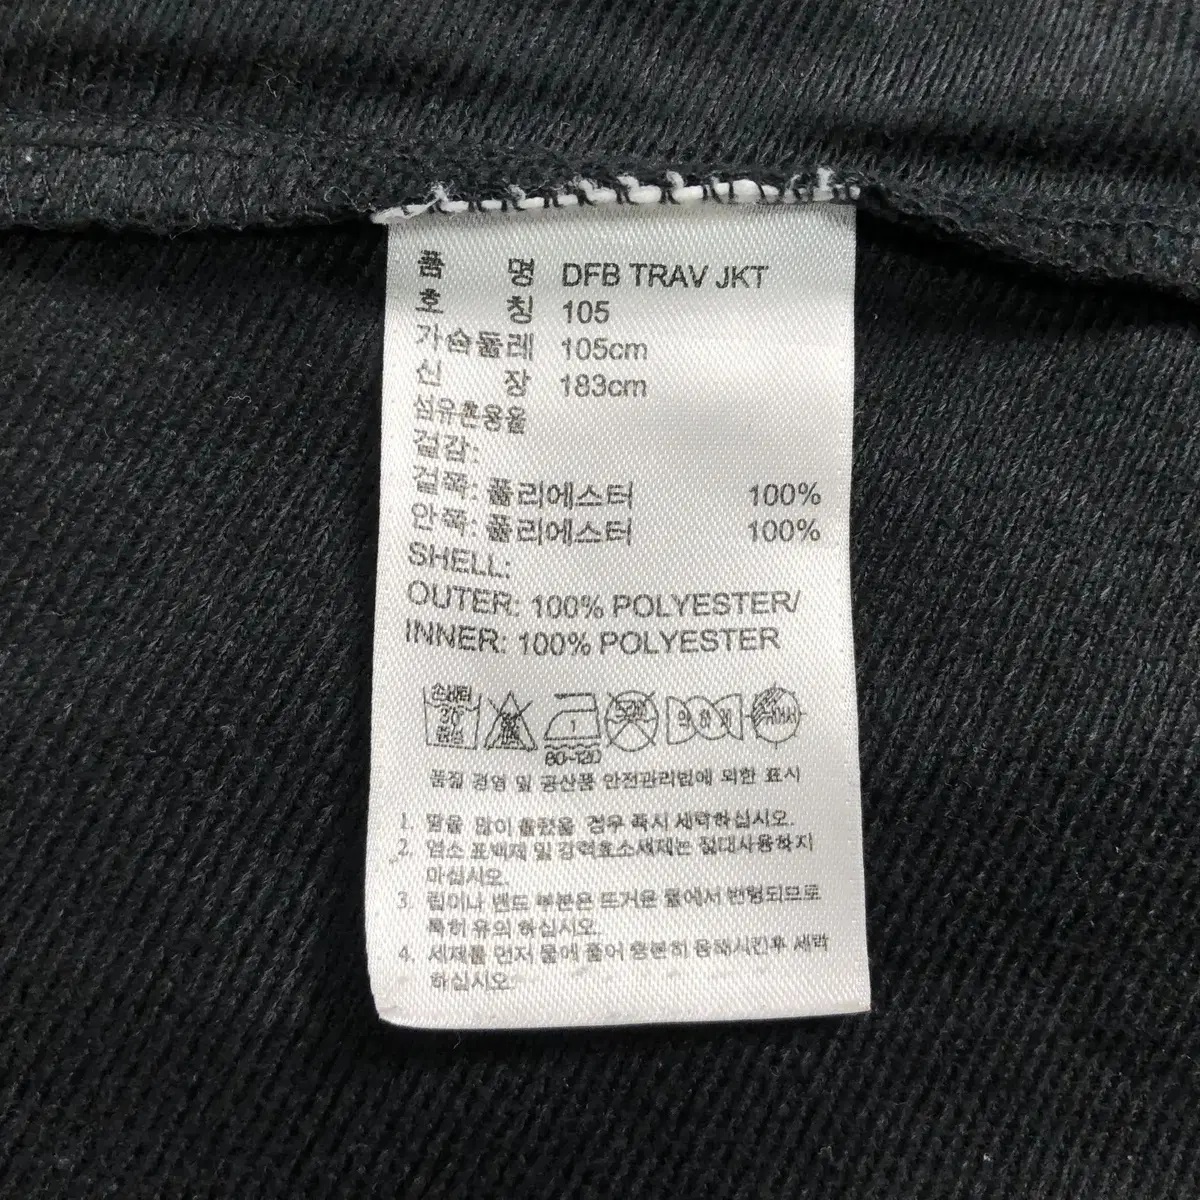 품 명 DFB TRAV JKT
호 칭 105
가슴둘레 105cm
신 장 183cm
섬유혼용율
겉감:
겉쪽: 폴리에스터 100%
안쪽: 폴리에스터 100%
SHELL:
OUTER: 100% POLYESTER/
INNER: 100% POLYESTER
손세탁
30°
중성
80~120
품질 경영 및 공산품 안전관리법에 의한 표시
1. 땀을 많이 흘렸을 경우 즉시 세탁하십시오.
2. 염소 표백제 및 강력효소세제는 절대사용하지
마십시오.
3. 립이나 밴드 부분은 뜨거운 물에서 변형되므로
특히 유의 하십시오.
4. 세제를 먼저 물에 풀어 충분히 용해시킨후 세탁
하십시오.